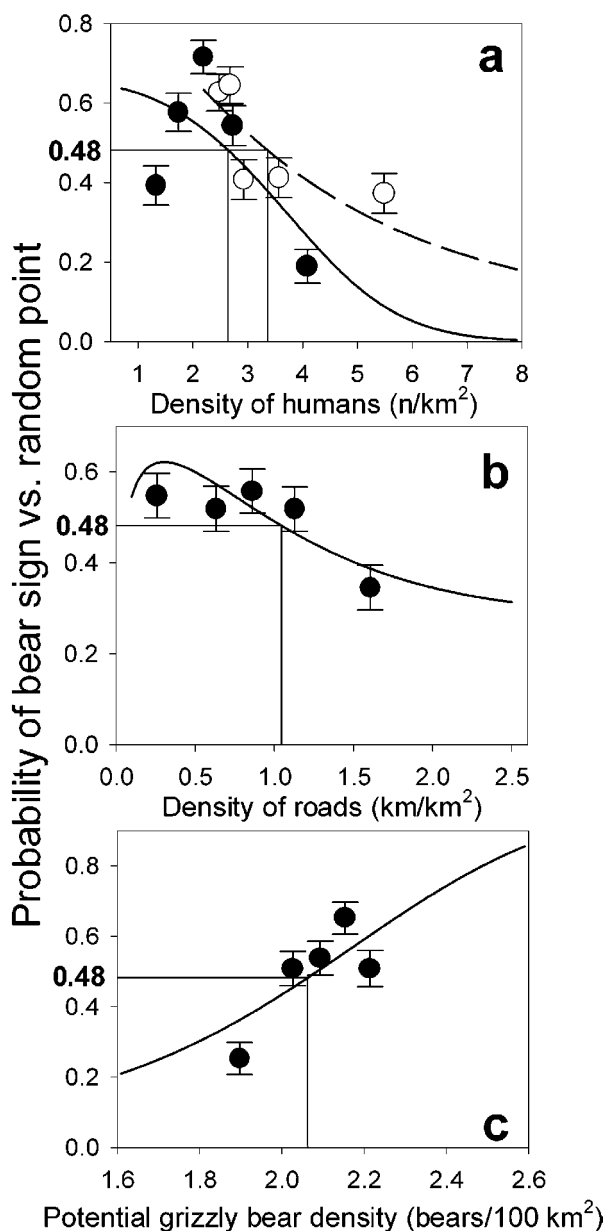 Probability of bear sign vs. random point
a
0.8
0.6
0.48
0.4
0.2
0.0
1 2 3 4 5 6 7 8
Density of humans (n/km²)
b
0.6
0.48
0.4
0.2
0.0
0.0 0.5 1.0 1.5 2.0 2.5
Density of roads (km/km²)
0.8
0.6
0.48
0.4
0.2
0.0
c
1.6 1.8 2.0 2.2 2.4 2.6
Potential grizzly bear density (bears/100 km²)